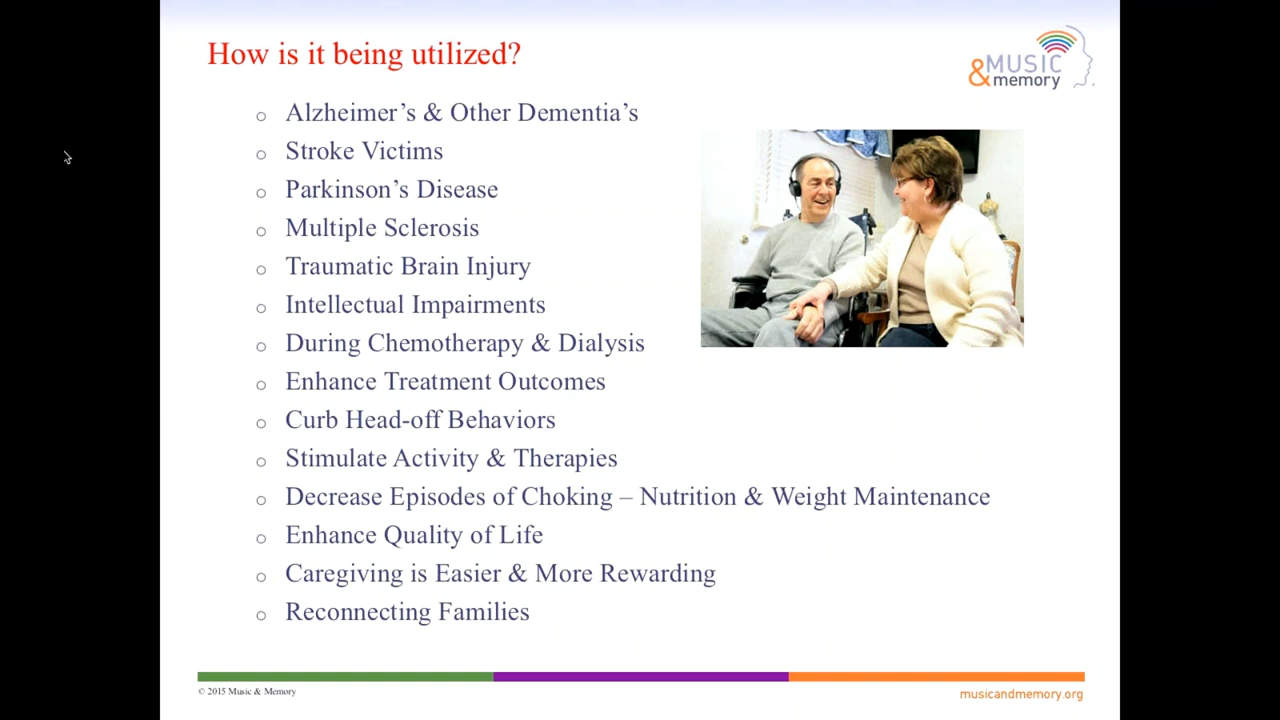 How is it being utilized?
&MUSIC
memory
Alzheimer’s & Other Dementia’s
Stroke Victims
Parkinson’s Disease
Multiple Sclerosis
Traumatic Brain Injury
Intellectual Impairments
During Chemotherapy & Dialysis
Enhance Treatment Outcomes
Curb Head-off Behaviors
Stimulate Activity & Therapies
Decrease Episodes of Choking – Nutrition & Weight Maintenance
Enhance Quality of Life
Caregiving is Easier & More Rewarding
Reconnecting Families
© 2015 Music & Memory
musicandmemory.org